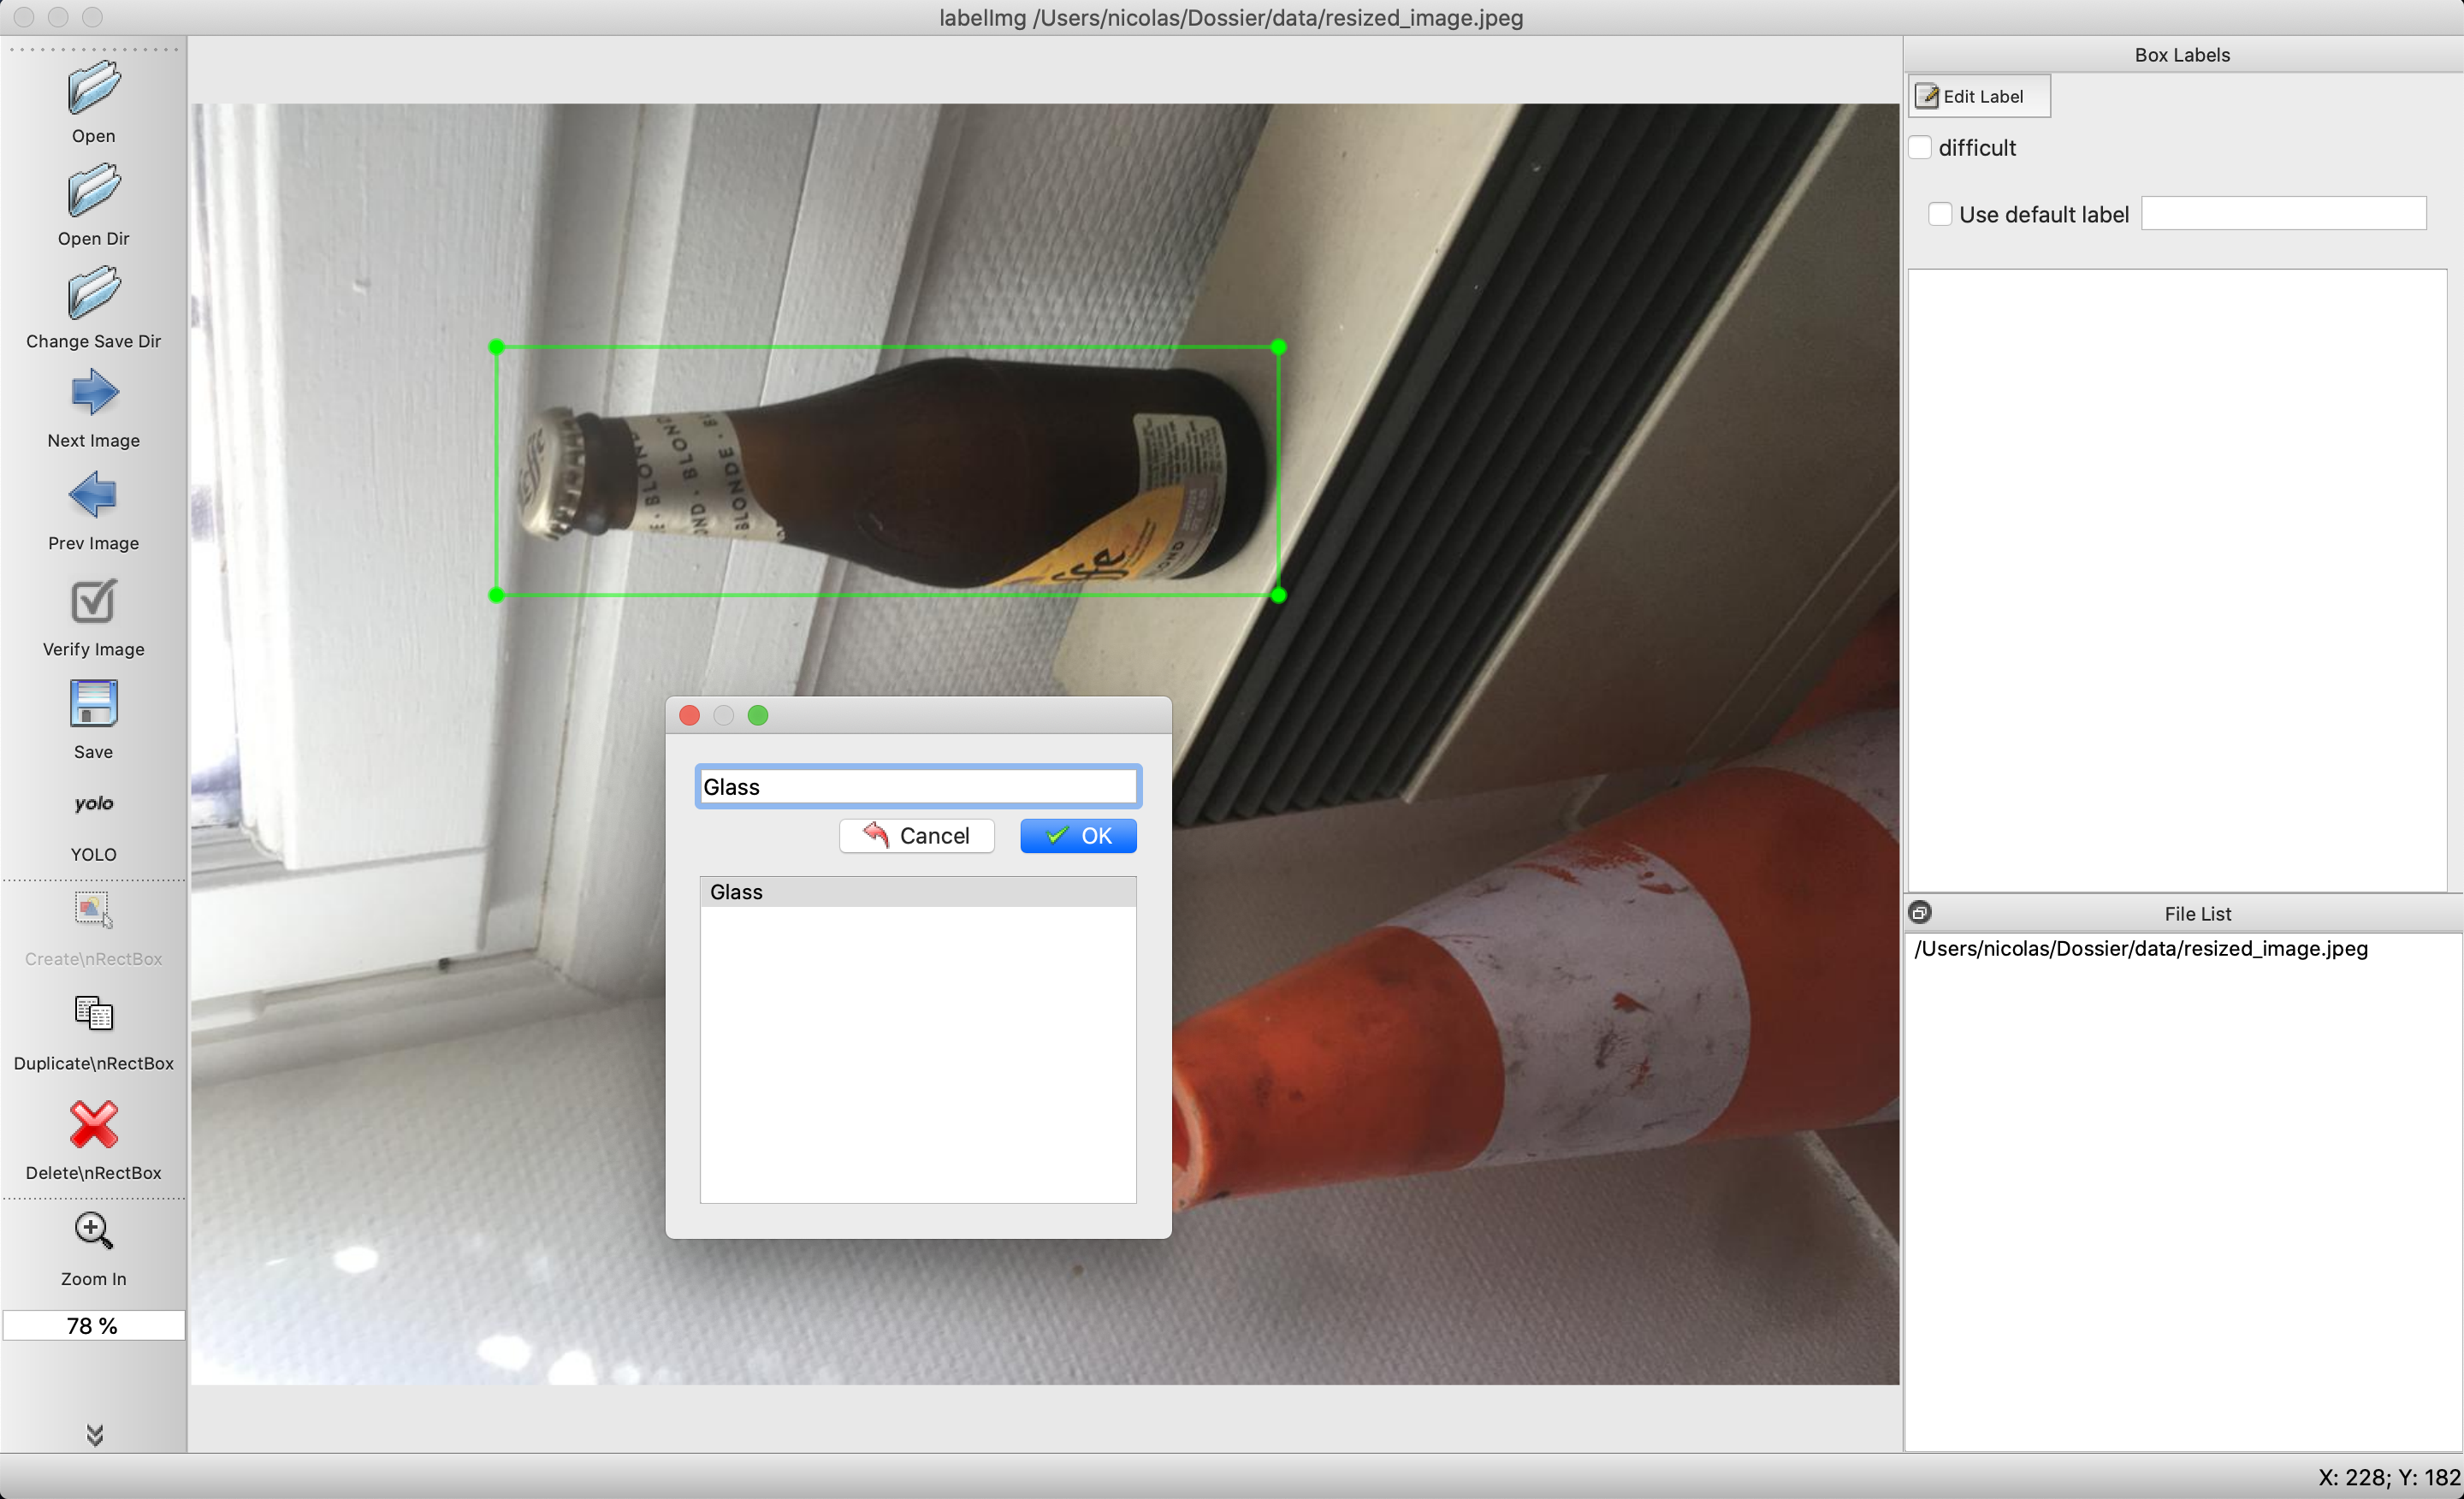 labelImg /Users/nicolas/Dossier/data/resized_image.jpeg
Open
Open Dir
Change Save Dir
Next Image
Prev Image
Verify Image
Save
yolo
YOLO
Create\nRectBox
Duplicate\nRectBox
Delete\nRectBox
Zoom In
78 %
BLOND
BLOND
BLONDE
Glass
Cancel
OK
Glass
Box Labels
Edit Label
difficult
Use default label
File List
/Users/nicolas/Dossier/data/resized_image.jpeg
X: 228; Y: 182